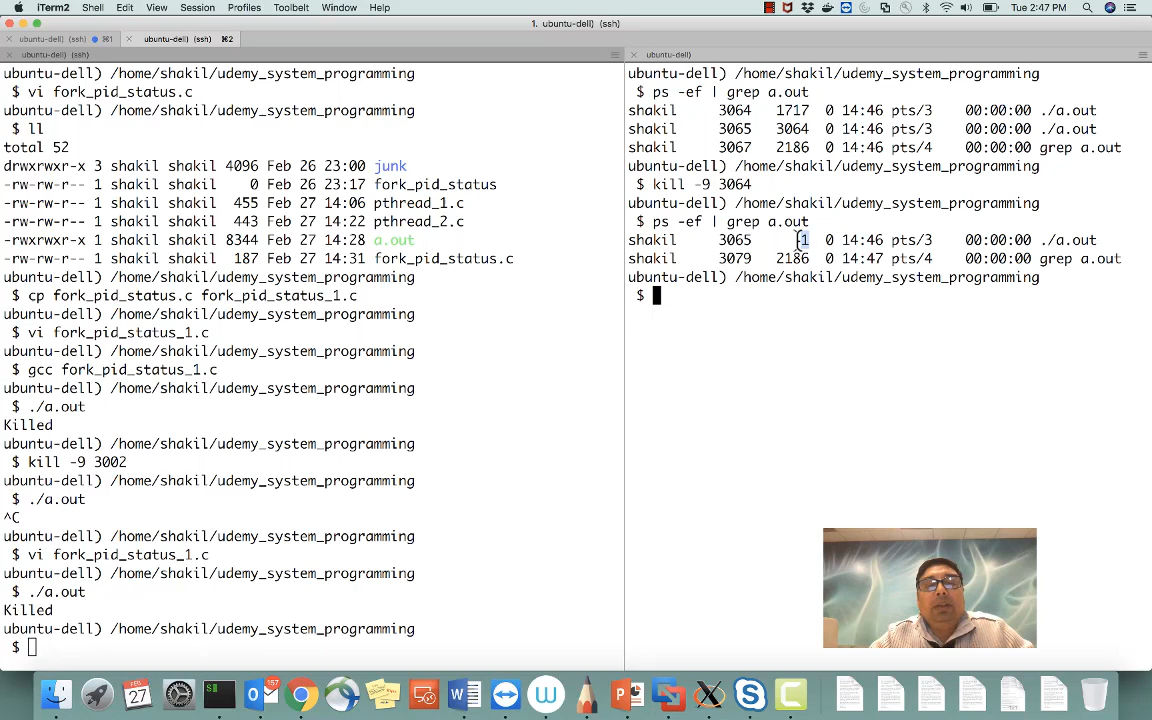 iTerm2 Shell Edit View Session Profiles Toolbelt Window Help Tue 2:47 PM
1. ubuntu-dell) (ssh)
ubuntu-dell) (ssh) ⌘1 ubuntu-dell) (ssh) ⌘2
ubuntu-dell) (ssh)
ubuntu-dell) /home/shakil/udemy_system_programming
$ vi fork_pid_status.c
ubuntu-dell) /home/shakil/udemy_system_programming
$ ll
total 52
drwxrwxr-x 3 shakil shakil 4096 Feb 26 23:00 junk
-rw-rw-r-- 1 shakil shakil 0 Feb 26 23:17 fork_pid_status
-rw-rw-r-- 1 shakil shakil 455 Feb 27 14:06 pthread_1.c
-rw-rw-r-- 1 shakil shakil 443 Feb 27 14:22 pthread_2.c
-rwxrwxr-x 1 shakil shakil 8344 Feb 27 14:28 a.out
-rw-rw-r-- 1 shakil shakil 187 Feb 27 14:31 fork_pid_status.c
ubuntu-dell) /home/shakil/udemy_system_programming
$ cp fork_pid_status.c fork_pid_status_1.c
ubuntu-dell) /home/shakil/udemy_system_programming
$ vi fork_pid_status_1.c
ubuntu-dell) /home/shakil/udemy_system_programming
$ gcc fork_pid_status_1.c
ubuntu-dell) /home/shakil/udemy_system_programming
$ ./a.out
Killed
ubuntu-dell) /home/shakil/udemy_system_programming
$ kill -9 3002
ubuntu-dell) /home/shakil/udemy_system_programming
$ ./a.out
^C
ubuntu-dell) /home/shakil/udemy_system_programming
$ vi fork_pid_status_1.c
ubuntu-dell) /home/shakil/udemy_system_programming
$ ./a.out
Killed
ubuntu-dell) /home/shakil/udemy_system_programming
$
ubuntu-dell)
ubuntu-dell) /home/shakil/udemy_system_programming
$ ps -ef | grep a.out
shakil 3064 1717 0 14:46 pts/3 00:00:00 ./a.out
shakil 3065 3064 0 14:46 pts/3 00:00:00 ./a.out
shakil 3067 2186 0 14:46 pts/4 00:00:00 grep a.out
ubuntu-dell) /home/shakil/udemy_system_programming
$ kill -9 3064
ubuntu-dell) /home/shakil/udemy_system_programming
$ ps -ef | grep a.out
shakil 3065 1 0 14:46 pts/3 00:00:00 ./a.out
shakil 3079 2186 0 14:47 pts/4 00:00:00 grep a.out
ubuntu-dell) /home/shakil/udemy_system_programming
$
27
157